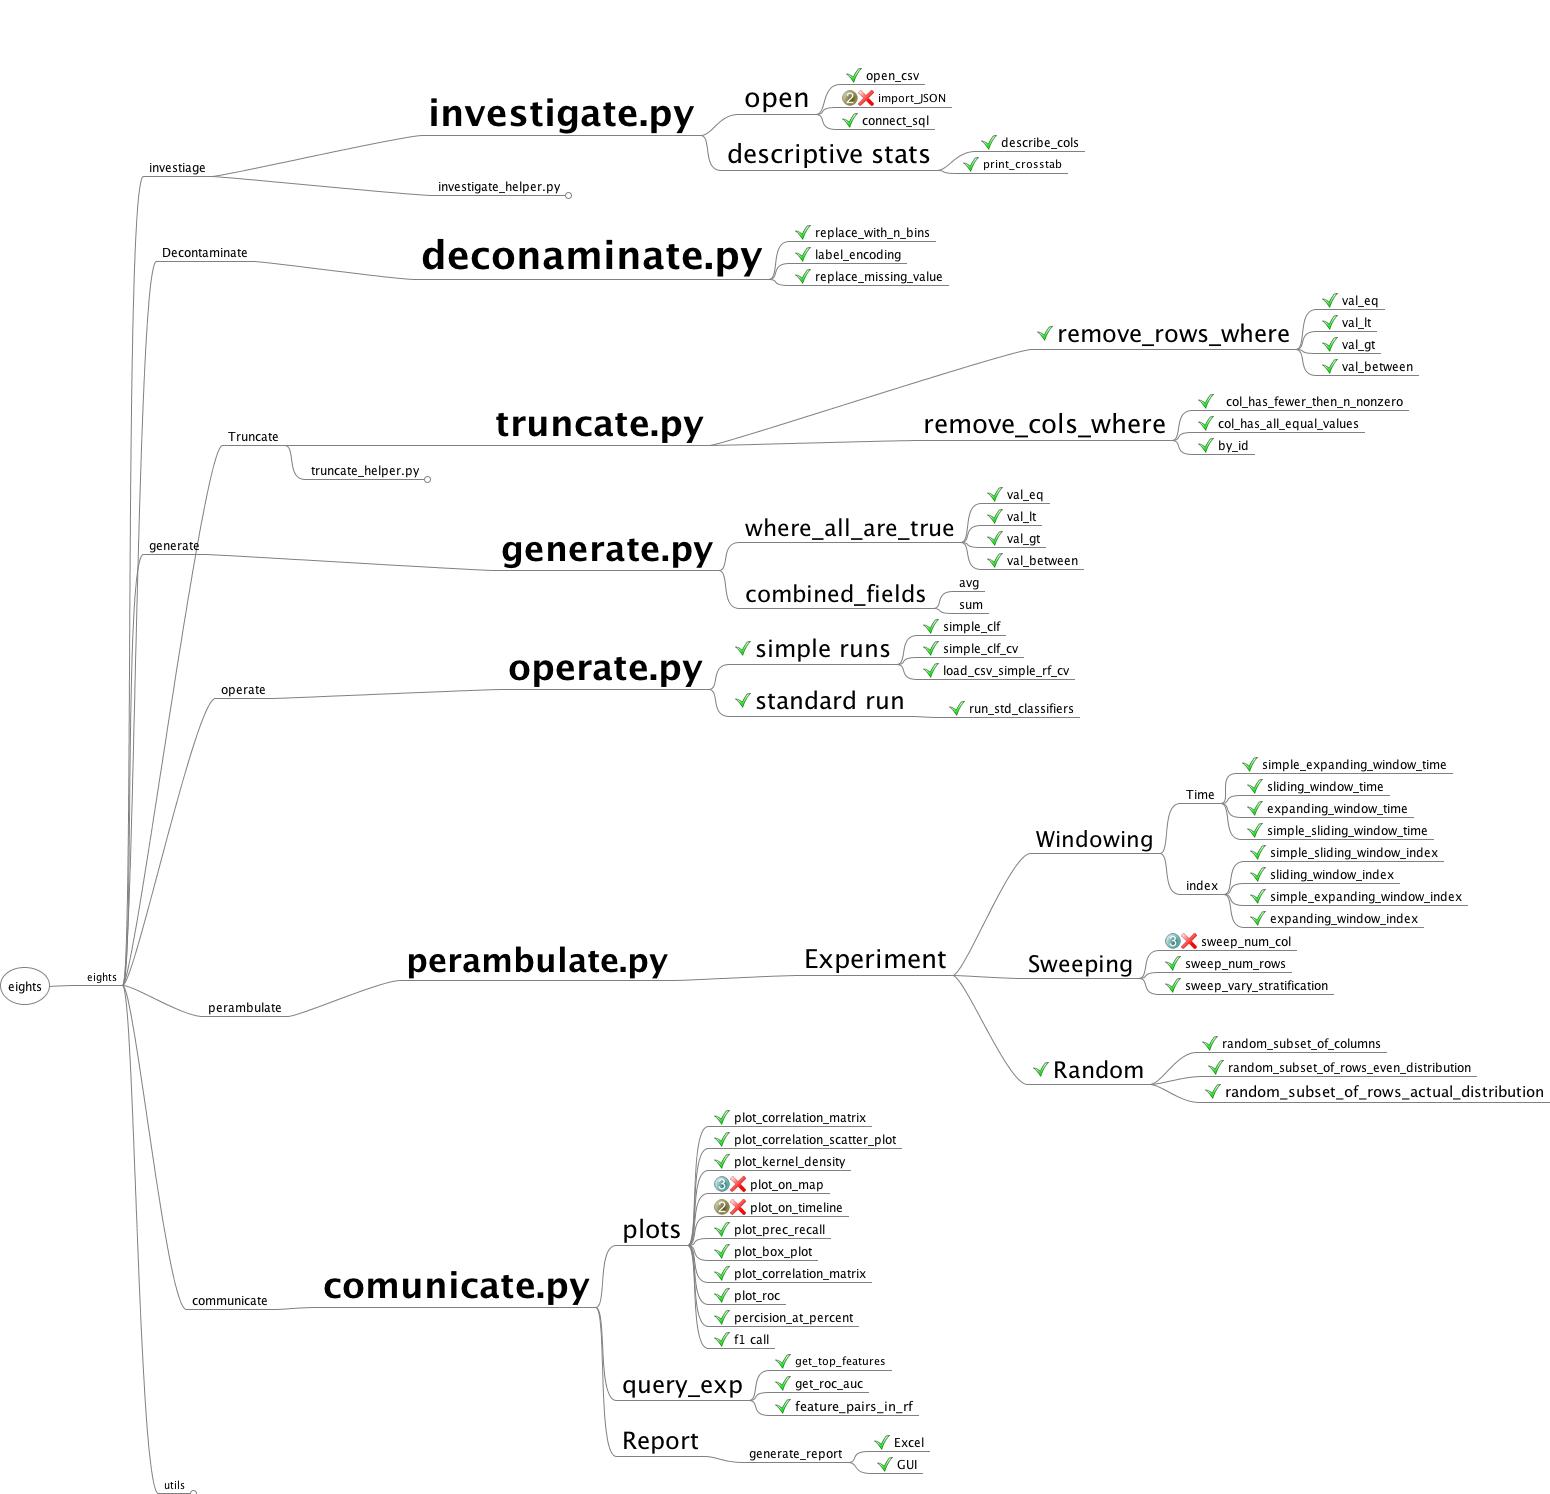 eights
eights
investiage
investigate.py
open
open_csv
2 import_JSON
connect_sql
descriptive stats
describe_cols
print_crosstab
investigate_helper.py
Decontaminate
deconaminate.py
replace_with_n_bins
label_encoding
replace_missing_value
Truncate
truncate.py
remove_rows_where
val_eq
val_lt
val_gt
val_between
remove_cols_where
col_has_fewer_then_n_nonzero
col_has_all_equal_values
by_id
truncate_helper.py
generate
generate.py
where_all_are_true
val_eq
val_lt
val_gt
val_between
combined_fields
avg
sum
operate
operate.py
simple runs
simple_clf
simple_clf_cv
load_csv_simple_rf_cv
standard run
run_std_classifiers
perambulate
perambulate.py
Experiment
Windowing
Time
simple_expanding_window_time
sliding_window_time
expanding_window_time
simple_sliding_window_time
index
simple_sliding_window_index
sliding_window_index
simple_expanding_window_index
expanding_window_index
Sweeping
3 sweep_num_col
sweep_num_rows
sweep_vary_stratification
Random
random_subset_of_columns
random_subset_of_rows_even_distribution
random_subset_of_rows_actual_distribution
communicate
comunicate.py
plots
plot_correlation_matrix
plot_correlation_scatter_plot
plot_kernel_density
3 plot_on_map
2 plot_on_timeline
plot_prec_recall
plot_box_plot
plot_correlation_matrix
plot_roc
percision_at_percent
f1 call
query_exp
get_top_features
get_roc_auc
feature_pairs_in_rf
Report
generate_report
Excel
GUI
utils